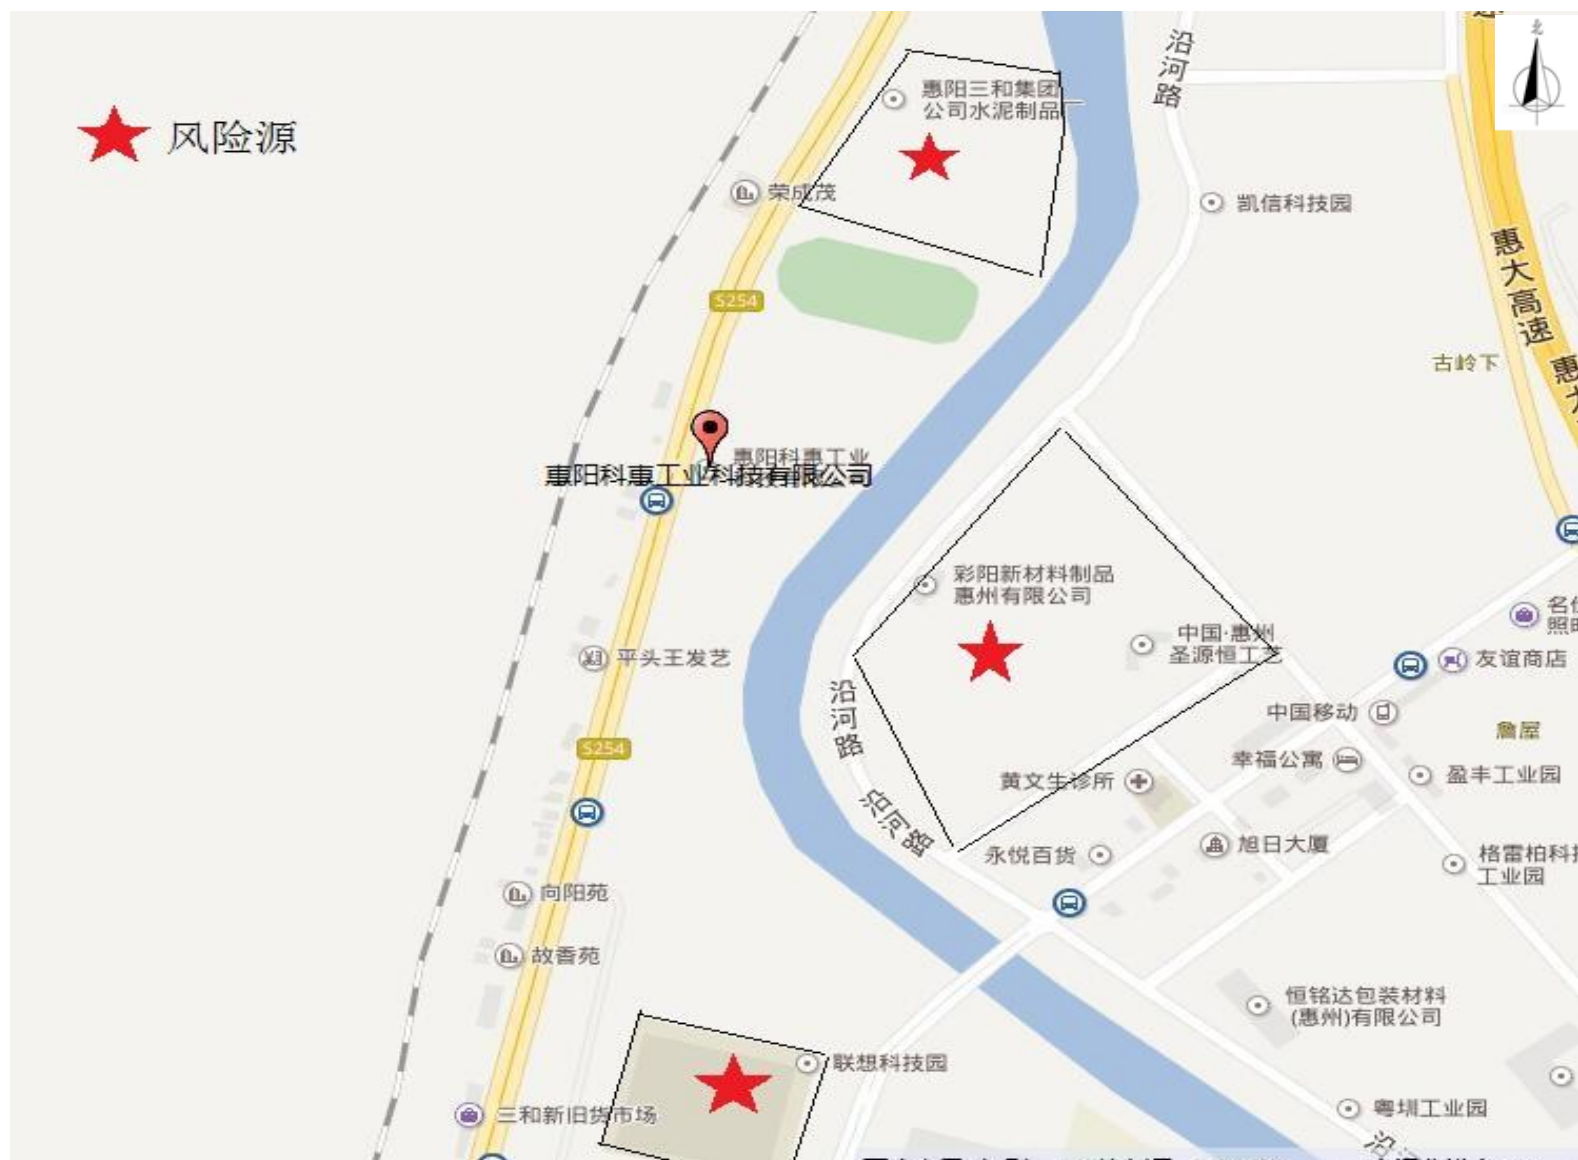 风险源
北
惠阳三和集团
公司水泥制品
沿河路
荣成茂
凯信科技园
S254
惠大高速
惠
古岭下
惠阳科惠工业
惠阳科惠工业科技有限公司
彩阳新材料制品
惠州有限公司
中国·惠州
圣源恒工艺
平头王发艺
沿河路
友谊商店
中国移动
詹屋
S254
幸福公寓
盈丰工业园
黄文生诊所
沿河路
旭日大厦
永悦百货
格雷柏科技
工业园
向阳苑
故香苑
恒铭达包装材料
(惠州)有限公司
联想科技园
三和新旧货市场
粤圳工业园
沿